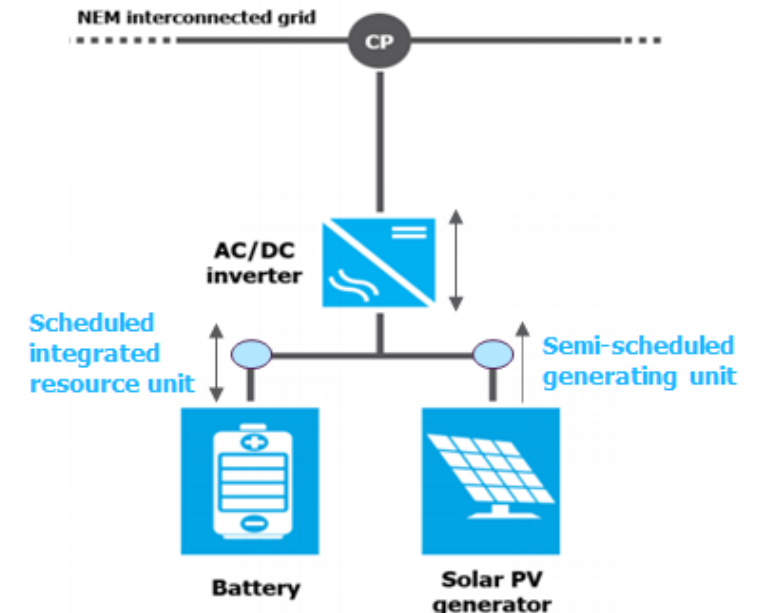 NEM interconnected grid
CP
AC/DC
inverter
Scheduled
integrated
resource unit
Semi-scheduled
generating unit
Battery
Solar PV
generator